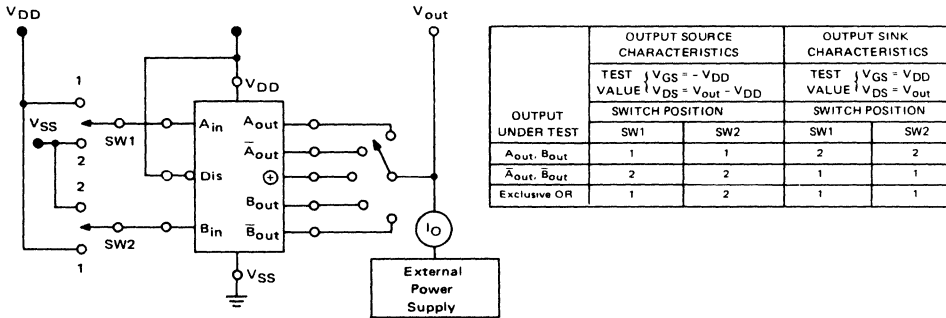 VDD
Vout
1
VSS
SW1
2
2
SW2
1
VDD
Ain
Aout
A̅out
Dis
⊕
Bout
Bin
B̅out
VSS
IO
External
Power
Supply
OUTPUT
UNDER TEST
OUTPUT SOURCE
CHARACTERISTICS
OUTPUT SINK
CHARACTERISTICS
TEST VALUE { VGS = - VDD
VDS = Vout - VDD
TEST VALUE { VGS = VDD
VDS = Vout
SWITCH POSITION SWITCH POSITION
SW1 SW2 SW1 SW2
Aout, Bout 1 1 2 2
A̅out, B̅out 2 2 1 1
Exclusive OR 1 2 1 1